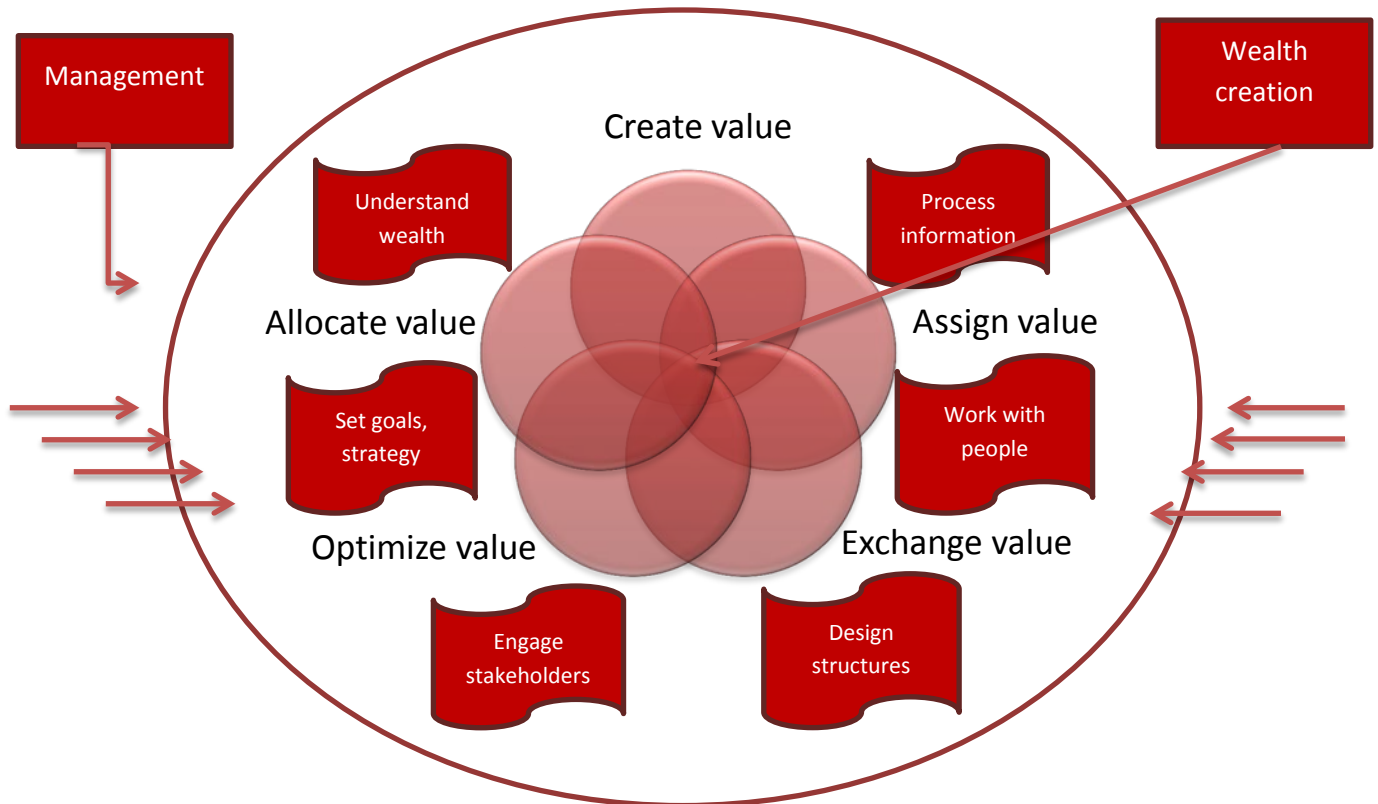 Management
Wealth
creation
Create value
Understand
wealth
Process
information
Allocate value
Assign value
Set goals,
strategy
Work with
people
Optimize value
Exchange value
Engage
stakeholders
Design
structures